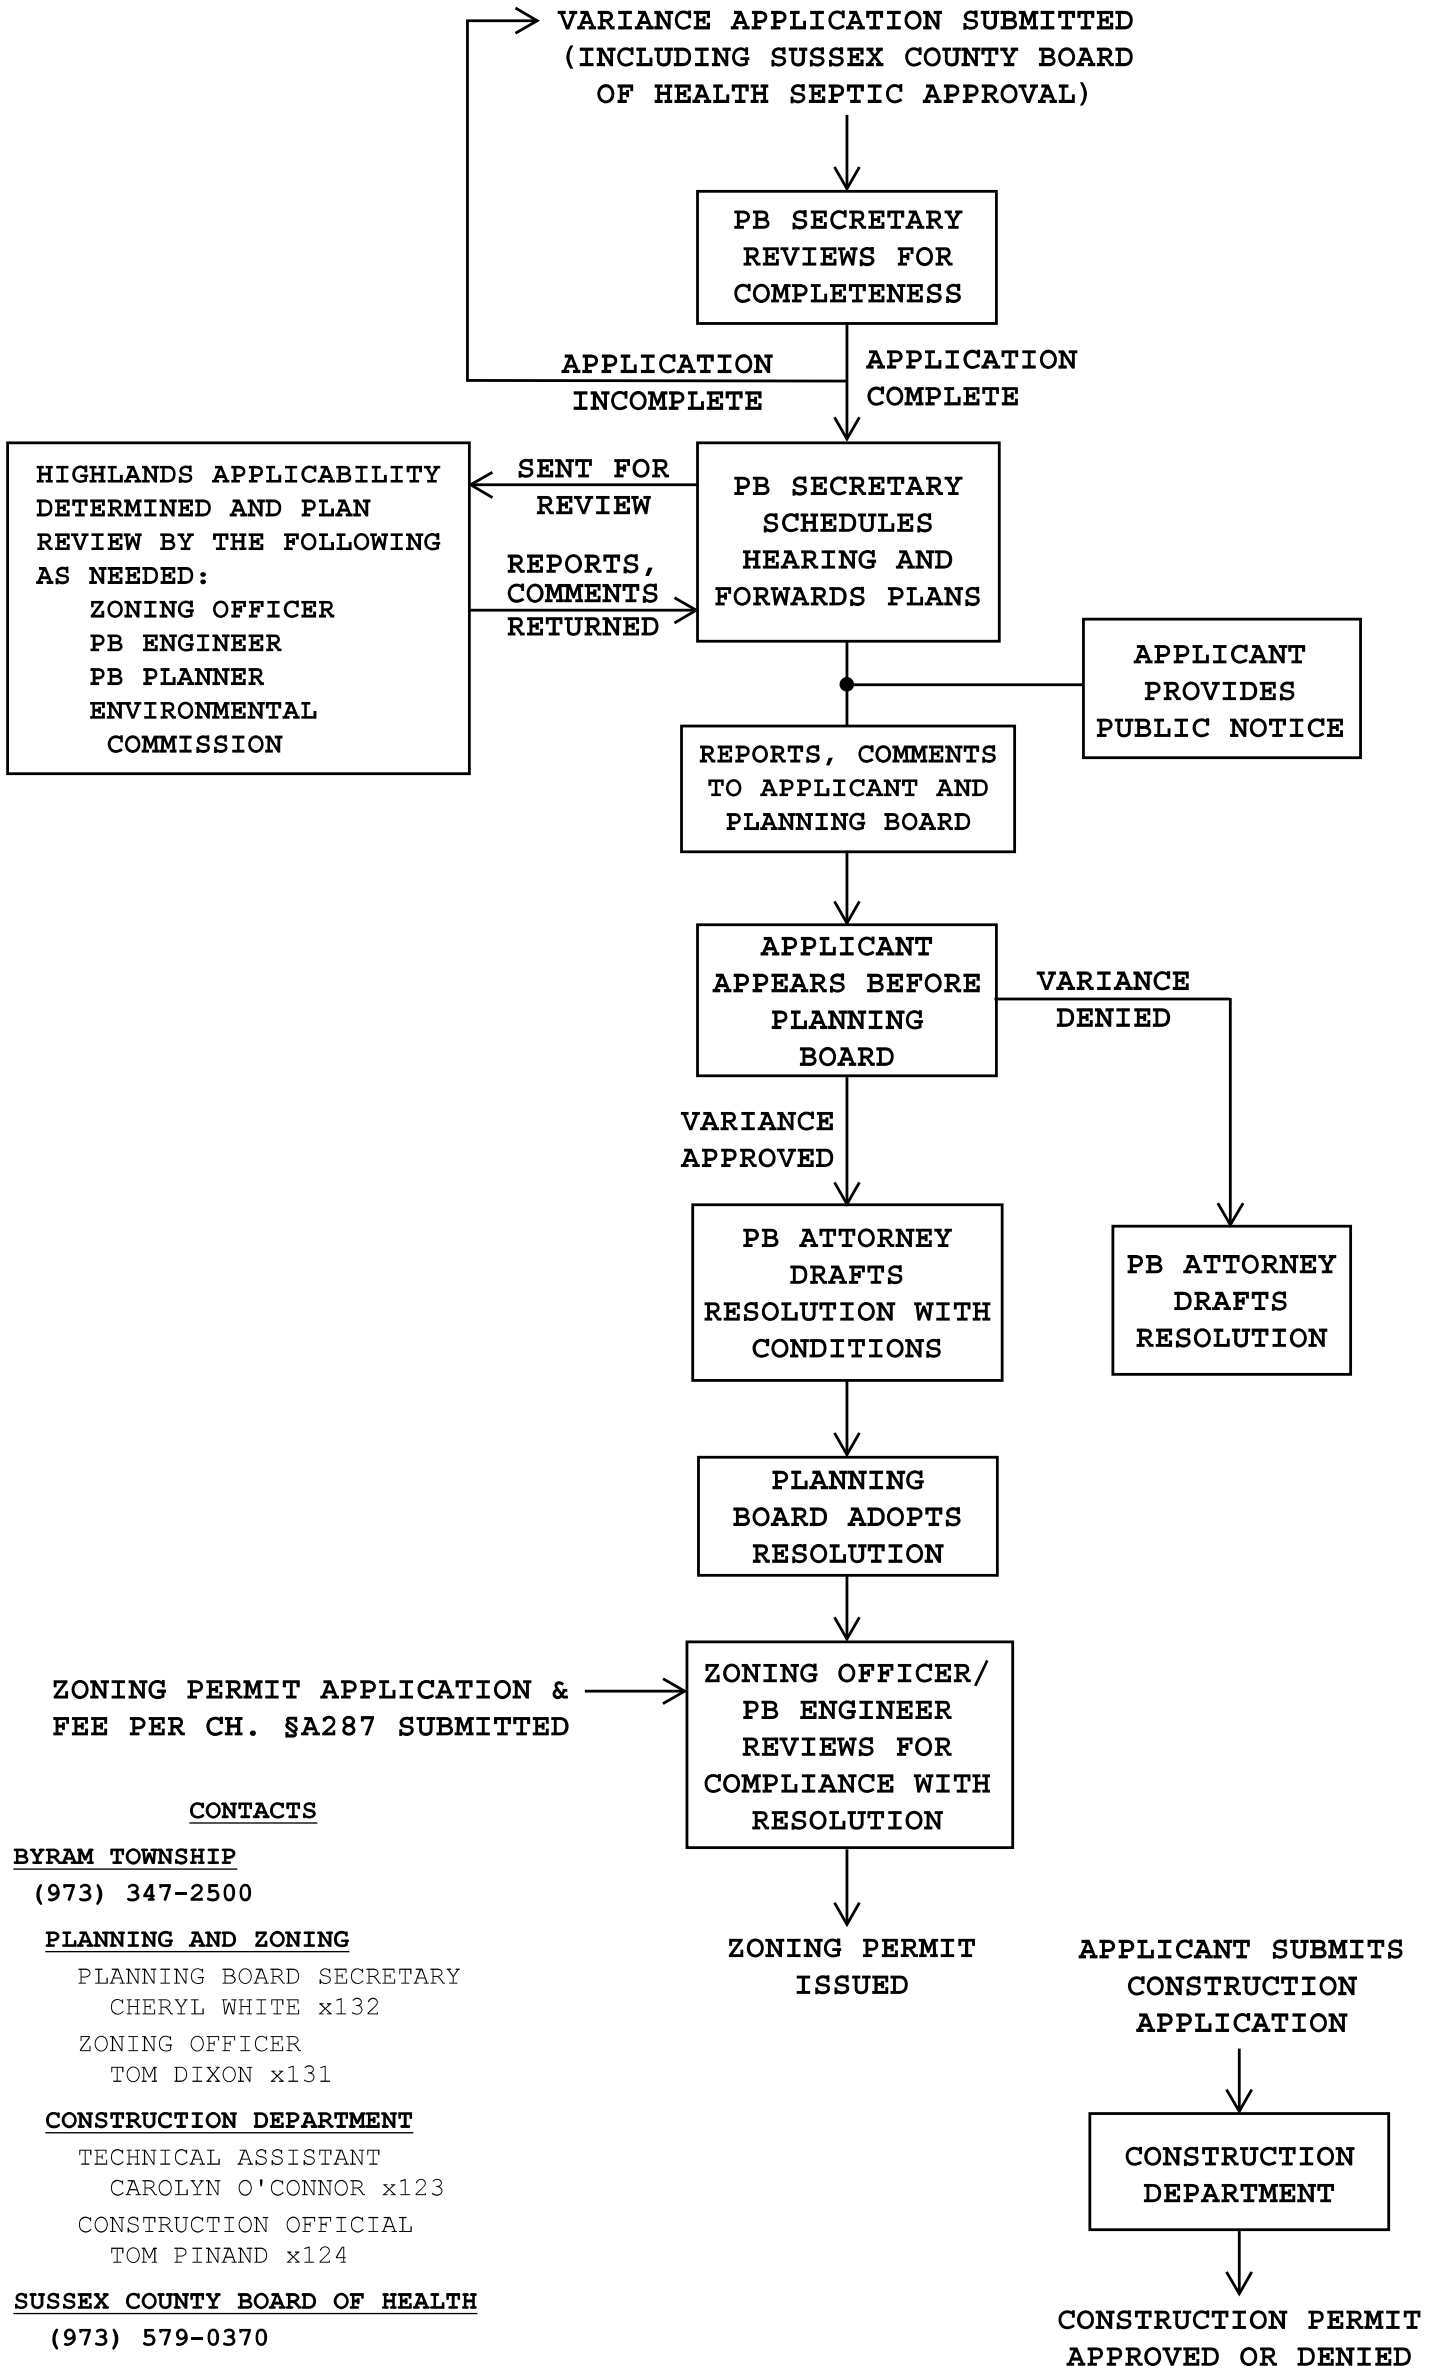 VARIANCE APPLICATION SUBMITTED
(INCLUDING SUSSEX COUNTY BOARD
OF HEALTH SEPTIC APPROVAL)
PB SECRETARY
REVIEWS FOR
COMPLETENESS
APPLICATION
INCOMPLETE
APPLICATION
COMPLETE
HIGHLANDS APPLICABILITY
DETERMINED AND PLAN
REVIEW BY THE FOLLOWING
AS NEEDED:
ZONING OFFICER
PB ENGINEER
PB PLANNER
ENVIRONMENTAL
COMMISSION
SENT FOR
REVIEW
REPORTS,
COMMENTS
RETURNED
PB SECRETARY
SCHEDULES
HEARING AND
FORWARDS PLANS
APPLICANT
PROVIDES
PUBLIC NOTICE
REPORTS, COMMENTS
TO APPLICANT AND
PLANNING BOARD
APPLICANT
APPEARS BEFORE
PLANNING
BOARD
VARIANCE
DENIED
VARIANCE
APPROVED
PB ATTORNEY
DRAFTS
RESOLUTION WITH
CONDITIONS
PB ATTORNEY
DRAFTS
RESOLUTION
PLANNING
BOARD ADOPTS
RESOLUTION
ZONING PERMIT APPLICATION &
FEE PER CH. §A287 SUBMITTED
ZONING OFFICER/
PB ENGINEER
REVIEWS FOR
COMPLIANCE WITH
RESOLUTION
ZONING PERMIT
ISSUED
APPLICANT SUBMITS
CONSTRUCTION
APPLICATION
CONSTRUCTION
DEPARTMENT
CONSTRUCTION PERMIT
APPROVED OR DENIED
CONTACTS
BYRAM TOWNSHIP
(973) 347-2500
PLANNING AND ZONING
PLANNING BOARD SECRETARY
CHERYL WHITE x132
ZONING OFFICER
TOM DIXON x131
CONSTRUCTION DEPARTMENT
TECHNICAL ASSISTANT
CAROLYN O'CONNOR x123
CONSTRUCTION OFFICIAL
TOM PINAND x124
SUSSEX COUNTY BOARD OF HEALTH
(973) 579-0370